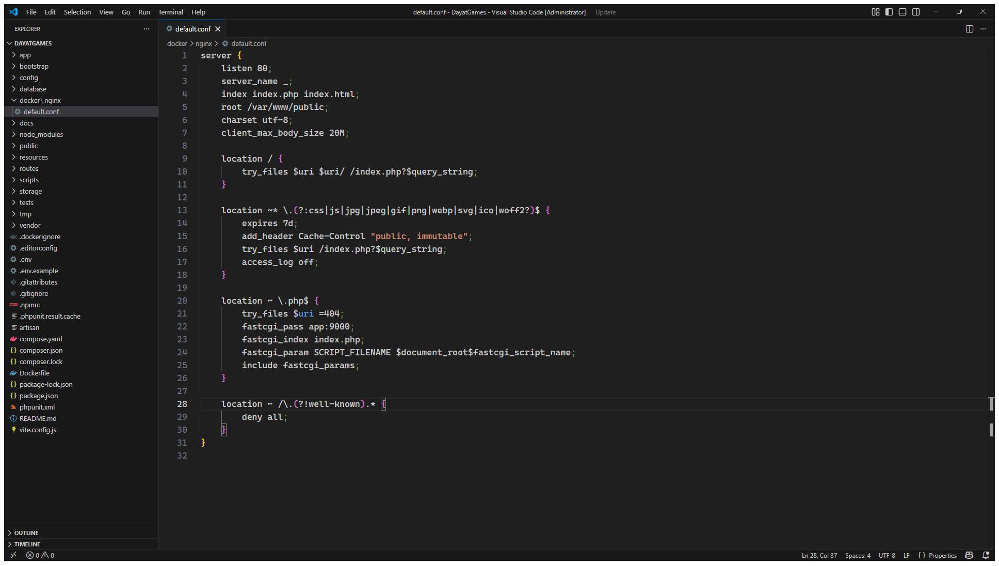 File Edit Selection View Go Run Terminal Help
default.conf - DayatGames - Visual Studio Code [Administrator]
Update
EXPLORER
DAYATGAMES
app
bootstrap
config
database
docker\nginx
default.conf
docs
node_modules
public
resources
routes
scripts
storage
tests
tmp
vendor
.dockerignore
.editorconfig
.env
.env.example
.gitattributes
.gitignore
.npmrc
.phpunit.result.cache
artisan
compose.yaml
composer.json
composer.lock
Dockerfile
package-lock.json
package.json
phpunit.xml
README.md
vite.config.js
OUTLINE
TIMELINE
default.conf
docker > nginx > default.conf
1 server {
2     listen 80;
3     server_name _;
4     index index.php index.html;
5     root /var/www/public;
6     charset utf-8;
7     client_max_body_size 20M;
8
9     location / {
10         try_files $uri $uri/ /index.php?$query_string;
11     }
12
13     location ~* \.(?:css|js|jpg|jpeg|gif|png|webp|svg|ico|woff2?)$ {
14         expires 7d;
15         add_header Cache-Control "public, immutable";
16         try_files $uri /index.php?$query_string;
17         access_log off;
18     }
19
20     location ~ \.php$ {
21         try_files $uri =404;
22         fastcgi_pass app:9000;
23         fastcgi_index index.php;
24         fastcgi_param SCRIPT_FILENAME $document_root$fastcgi_script_name;
25         include fastcgi_params;
26     }
27
28     location ~ /\.(?!well-known).* {
29         deny all;
30     }
31 }
32
0 0
Ln 28, Col 37 Spaces: 4 UTF-8 LF { } Properties